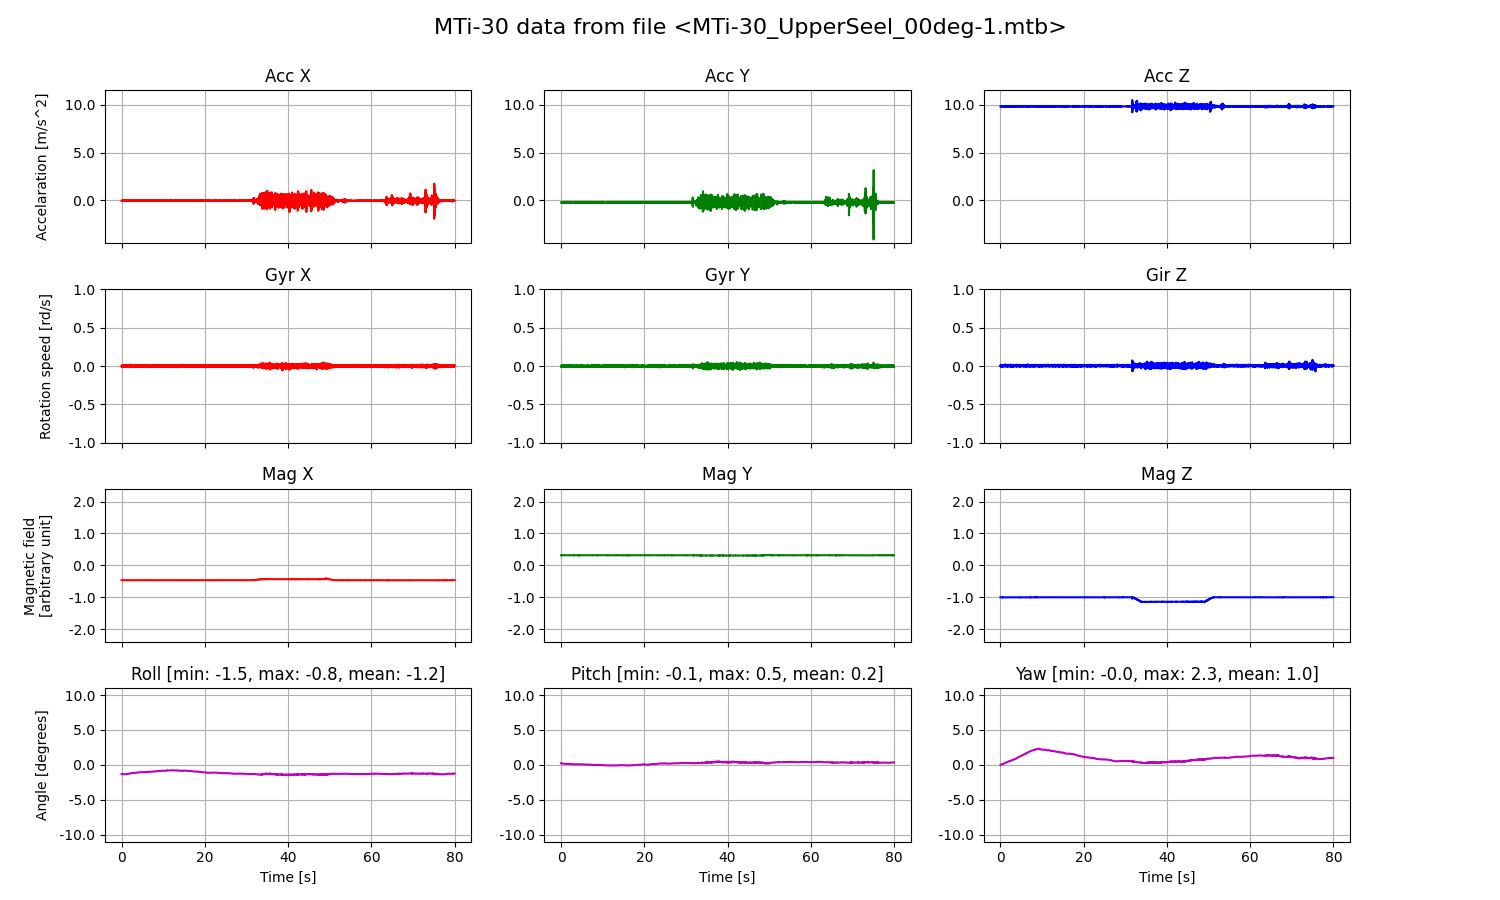 MTi-30 data from file <MTi-30_UpperSeel_00deg-1.mtb>
Acc X
Acc Y
Acc Z
Accelaration [m/s^2]
10.0
5.0
0.0
10.0
5.0
0.0
10.0
5.0
0.0
Gyr X
Gyr Y
Gir Z
Rotation speed [rd/s]
1.0
0.5
0.0
-0.5
-1.0
1.0
0.5
0.0
-0.5
-1.0
1.0
0.5
0.0
-0.5
-1.0
Mag X
Mag Y
Mag Z
Magnetic field
[arbitrary unit]
2.0
1.0
0.0
-1.0
-2.0
2.0
1.0
0.0
-1.0
-2.0
2.0
1.0
0.0
-1.0
-2.0
Roll [min: -1.5, max: -0.8, mean: -1.2]
Pitch [min: -0.1, max: 0.5, mean: 0.2]
Yaw [min: -0.0, max: 2.3, mean: 1.0]
Angle [degrees]
10.0
5.0
0.0
-5.0
-10.0
10.0
5.0
0.0
-5.0
-10.0
10.0
5.0
0.0
-5.0
-10.0
0 20 40 60 80
0 20 40 60 80
0 20 40 60 80
Time [s]
Time [s]
Time [s]